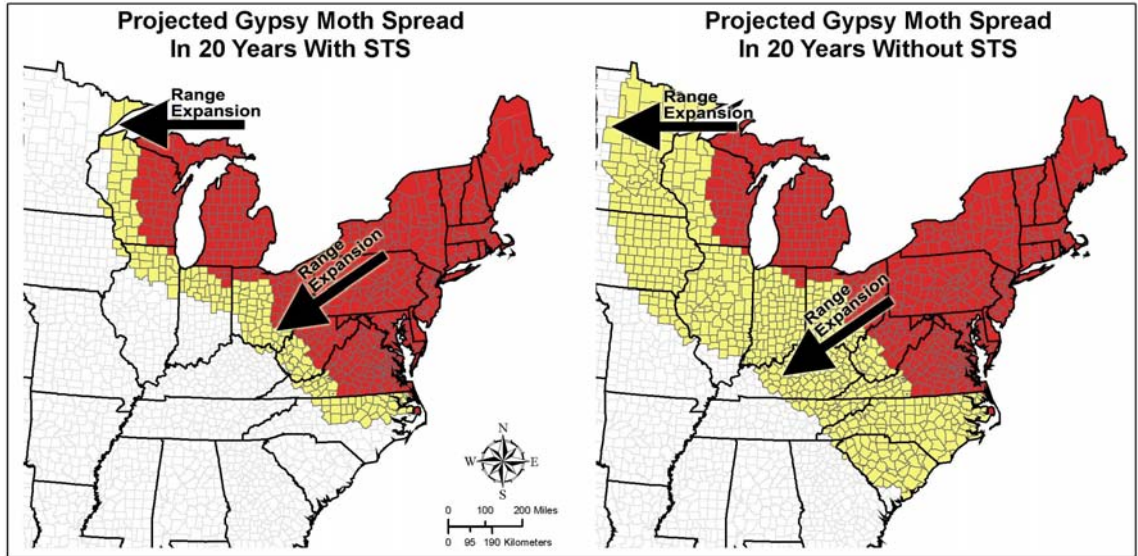 Projected Gypsy Moth Spread
In 20 Years With STS
Range
Expansion
Range
Expansion
N
W E
S
0 100 200 Miles
0 95 190 Kilometers
Projected Gypsy Moth Spread
In 20 Years Without STS
Range
Expansion
Range
Expansion